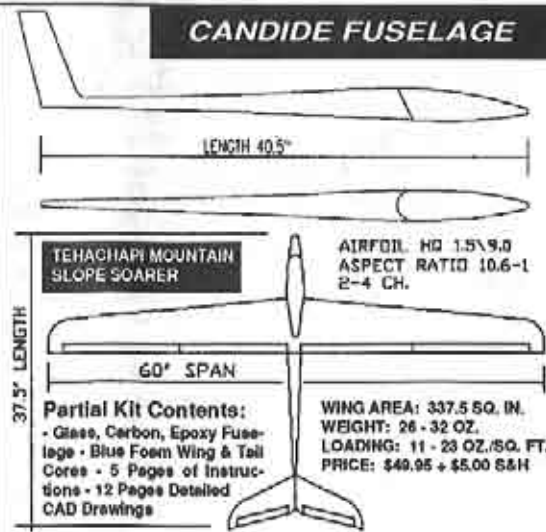 CANDIDE FUSELAGE
LENGTH 40.5"
TEHACHAPI MOUNTAIN
SLOPE SOARER
AIRFOIL HQ 1.5\9.0
ASPECT RATIO 10.6-1
2-4 CH.
37.5" LENGTH
60" SPAN
Partial Kit Contents:
- Glass, Carbon, Epoxy Fuse-
lage - Blue Foam Wing & Tail
Cores - 5 Pages of Instruc-
tions - 12 Pages Detailed
CAD Drawings
WING AREA: 337.5 SQ. IN.
WEIGHT: 26 - 32 OZ.
LOADING: 11 - 23 OZ./SQ. FT.
PRICE: $49.95 + $5.00 S&H